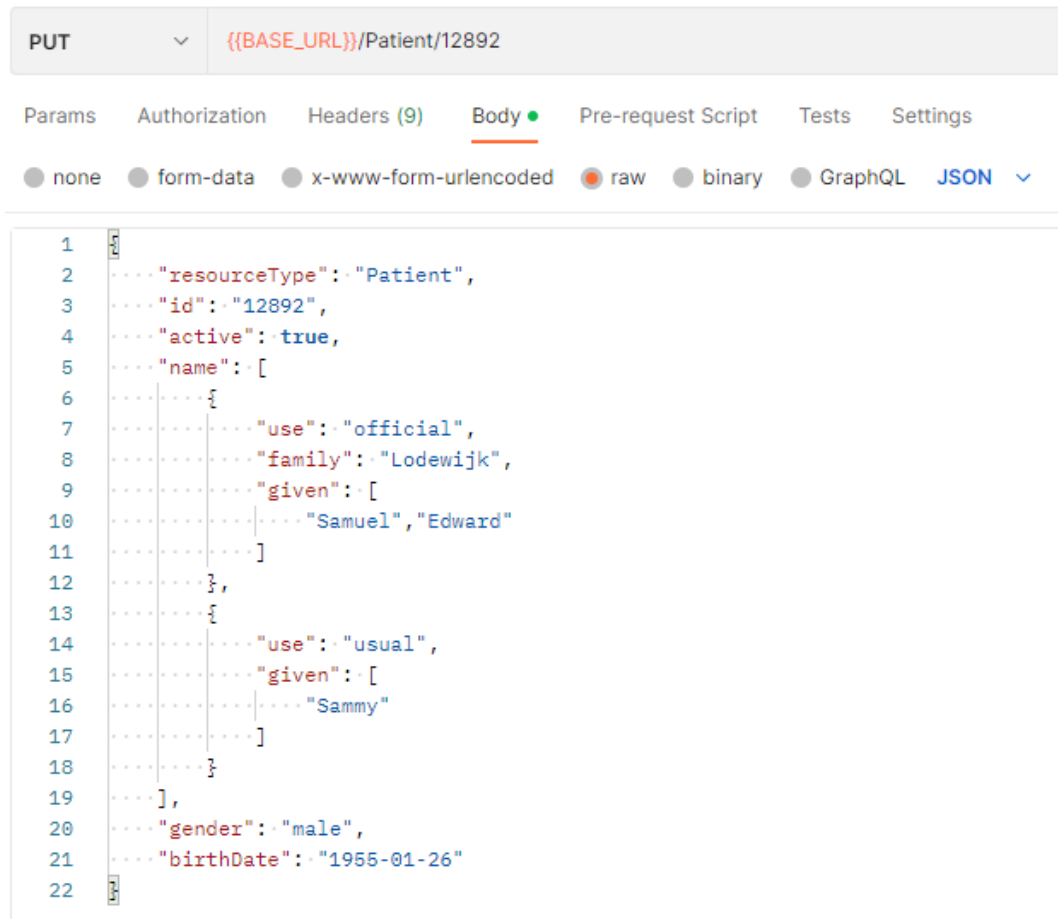 PUT {{BASE_URL}}/Patient/12892
Params Authorization Headers (9) Body Pre-request Script Tests Settings
none form-data x-www-form-urlencoded raw binary GraphQL JSON
1 {
2 "resourceType": "Patient",
3 "id": "12892",
4 "active": true,
5 "name": [
6 {
7 "use": "official",
8 "family": "Lodewijk",
9 "given": [
10 "Samuel","Edward"
11 ]
12 },
13 {
14 "use": "usual",
15 "given": [
16 "Sammy"
17 ]
18 }
19 ],
20 "gender": "male",
21 "birthDate": "1955-01-26"
22 }